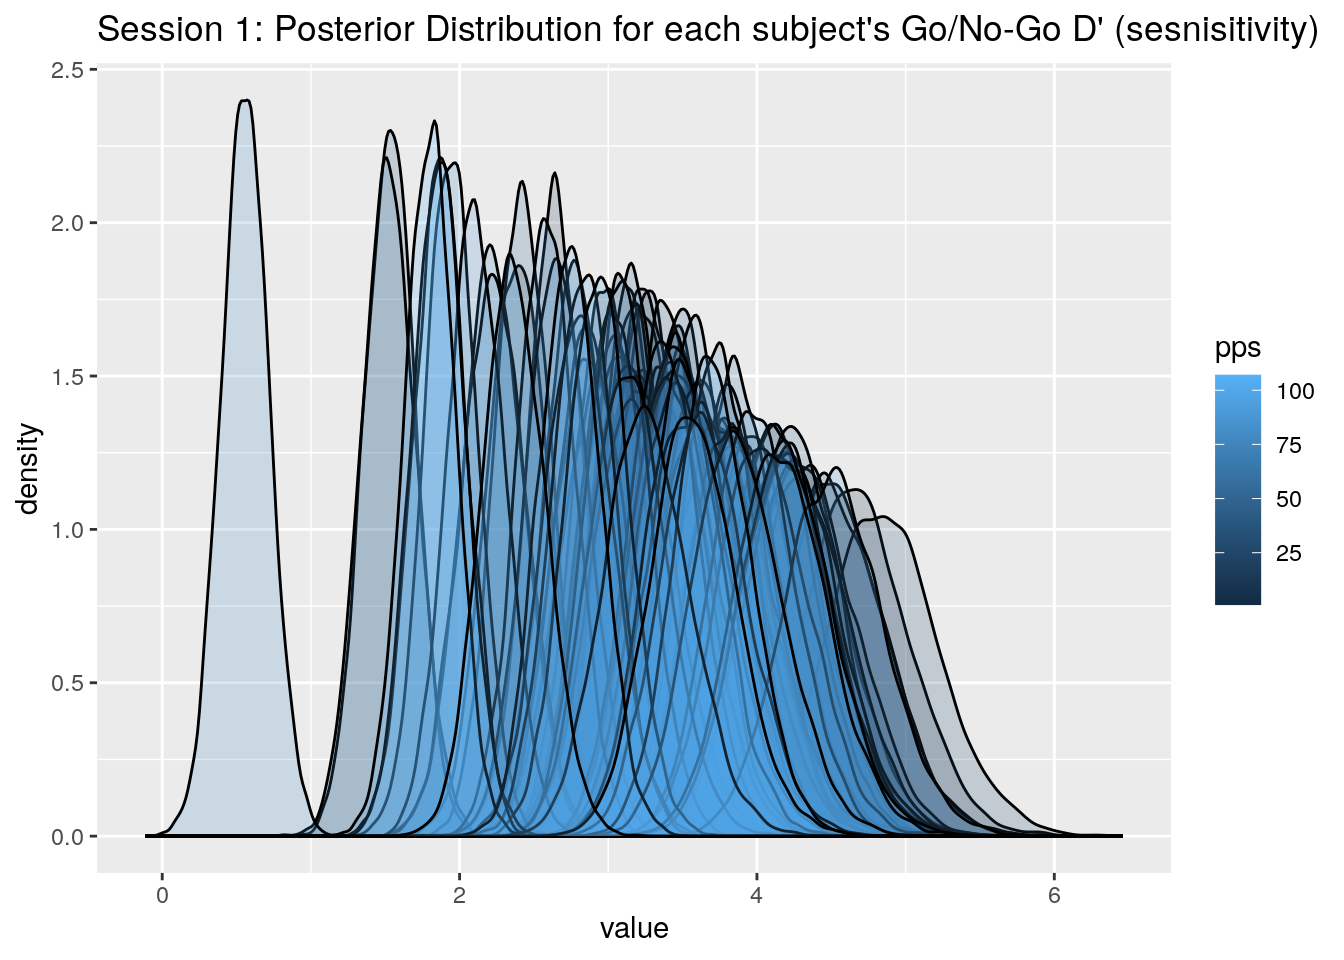 Session 1: Posterior Distribution for each subject's Go/No-Go D' (sesnisitivity)
2.5
2.0
1.5
1.0
0.5
0.0
density
0 2 4 6
value
pps
100
75
50
25